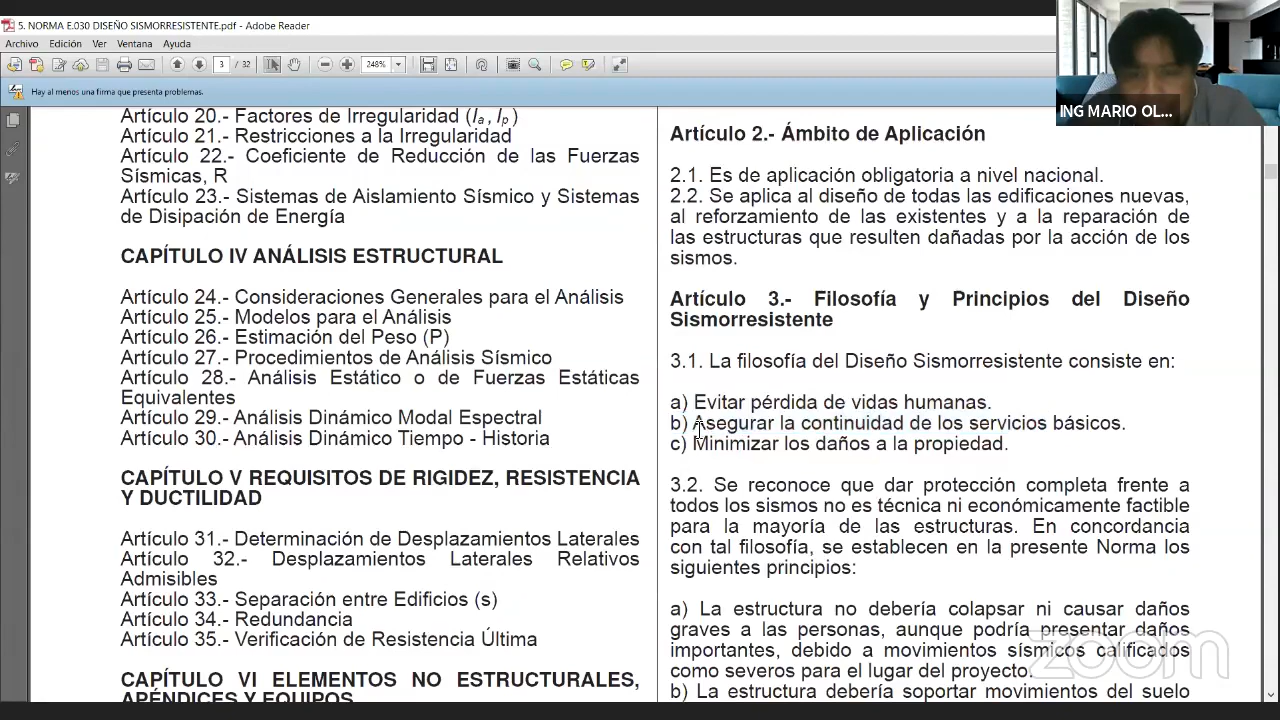 5. NORMA E.030 DISEÑO SISMORRESISTENTE.pdf - Adobe Reader
Archivo Edición Ver Ventana Ayuda
3 / 32 248%
Hay al menos una firma que presenta problemas.
ING MARIO OL...
Artículo 20.- Factores de Irregularidad (Ia , Ip )
Artículo 21.- Restricciones a la Irregularidad
Artículo 22.- Coeficiente de Reducción de las Fuerzas
Sísmicas, R
Artículo 23.- Sistemas de Aislamiento Sísmico y Sistemas
de Disipación de Energía
CAPÍTULO IV ANÁLISIS ESTRUCTURAL
Artículo 24.- Consideraciones Generales para el Análisis
Artículo 25.- Modelos para el Análisis
Artículo 26.- Estimación del Peso (P)
Artículo 27.- Procedimientos de Análisis Sísmico
Artículo 28.- Análisis Estático o de Fuerzas Estáticas
Equivalentes
Artículo 29.- Análisis Dinámico Modal Espectral
Artículo 30.- Análisis Dinámico Tiempo - Historia
CAPÍTULO V REQUISITOS DE RIGIDEZ, RESISTENCIA
Y DUCTILIDAD
Artículo 31.- Determinación de Desplazamientos Laterales
Artículo 32.- Desplazamientos Laterales Relativos
Admisibles
Artículo 33.- Separación entre Edificios (s)
Artículo 34.- Redundancia
Artículo 35.- Verificación de Resistencia Última
CAPÍTULO VI ELEMENTOS NO ESTRUCTURALES,
APÉNDICES Y EQUIPOS
Artículo 2.- Ámbito de Aplicación
2.1. Es de aplicación obligatoria a nivel nacional.
2.2. Se aplica al diseño de todas las edificaciones nuevas,
al reforzamiento de las existentes y a la reparación de
las estructuras que resulten dañadas por la acción de los
sismos.
Artículo 3.- Filosofía y Principios del Diseño
Sismorresistente
3.1. La filosofía del Diseño Sismorresistente consiste en:
a) Evitar pérdida de vidas humanas.
b) Asegurar la continuidad de los servicios básicos.
c) Minimizar los daños a la propiedad.
3.2. Se reconoce que dar protección completa frente a
todos los sismos no es técnica ni económicamente factible
para la mayoría de las estructuras. En concordancia
con tal filosofía, se establecen en la presente Norma los
siguientes principios:
a) La estructura no debería colapsar ni causar daños
graves a las personas, aunque podría presentar daños
importantes, debido a movimientos sísmicos calificados
como severos para el lugar del proyecto.
b) La estructura debería soportar movimientos del suelo
zoom